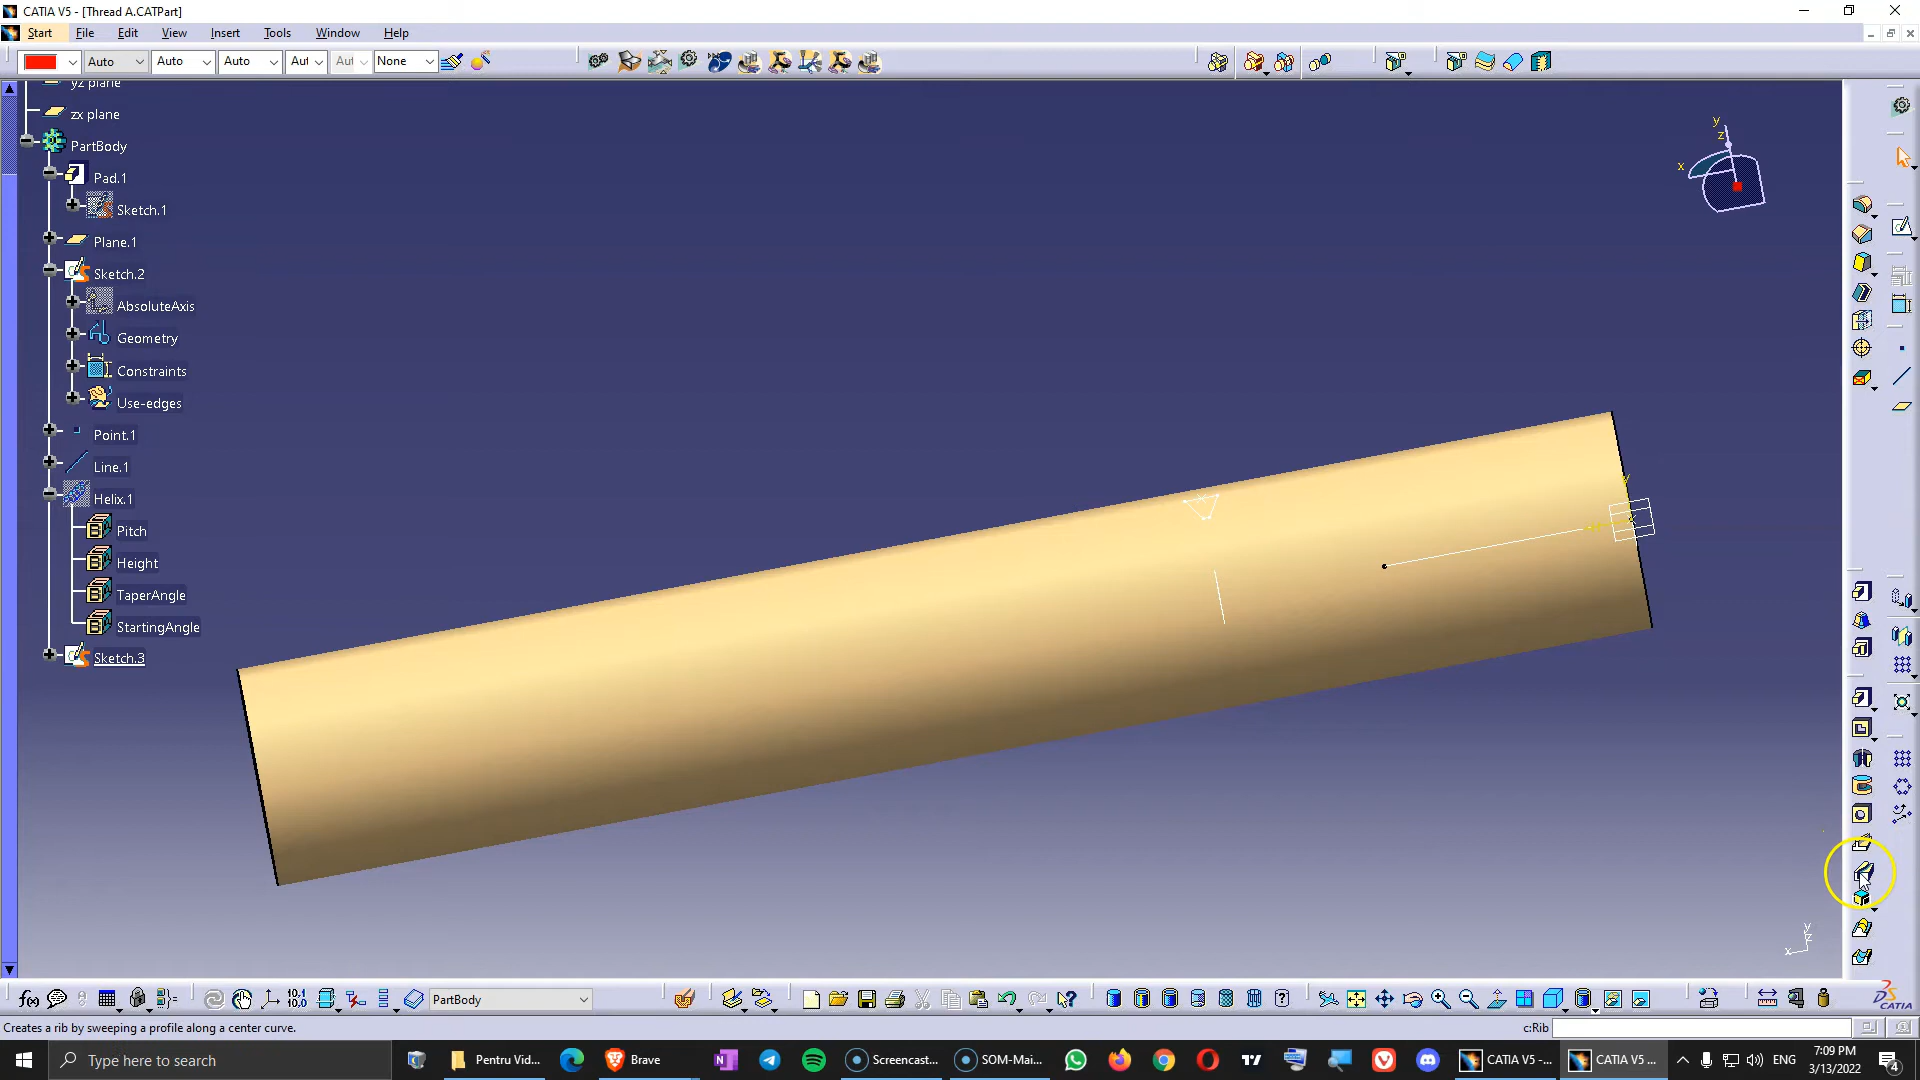 CATIA V5 - [Thread A.CATPart]
Start File Edit View Insert Tools Window Help
Auto Auto Auto Aut Aut None
yz plane
zx plane
PartBody
Pad.1
Sketch.1
Plane.1
Sketch.2
AbsoluteAxis
Geometry
Constraints
Use-edges
Point.1
Line.1
Helix.1
Pitch
Height
TaperAngle
StartingAngle
Sketch.3
y
z
x
y
y
z
x
PartBody
CATIA
Creates a rib by sweeping a profile along a center curve.
c:Rib
Type here to search
Pentru Vid...
Brave
Screencast...
SOM-Mai...
CATIA V5 -...
CATIA V5 ...
ENG
7:09 PM
3/13/2022
4